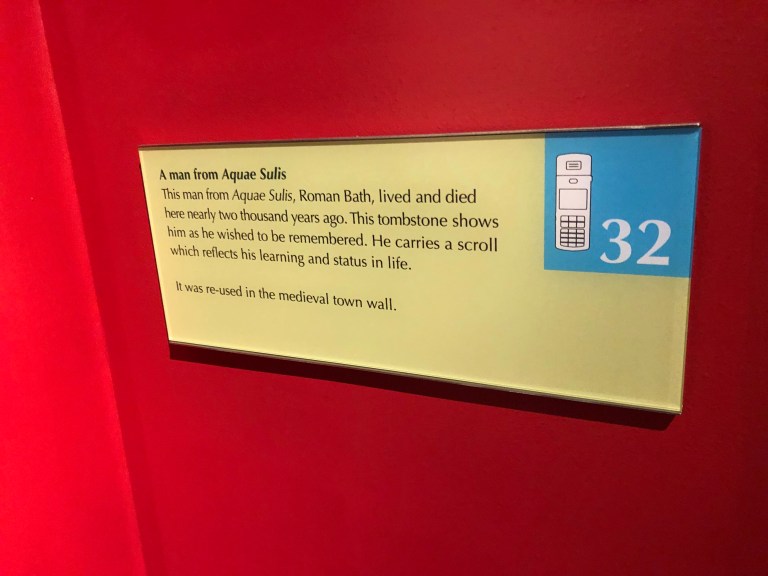 A man from Aquae Sulis
This man from Aquae Sulis, Roman Bath, lived and died
here nearly two thousand years ago. This tombstone shows
him as he wished to be remembered. He carries a scroll
which reflects his learning and status in life.
It was re-used in the medieval town wall.
32